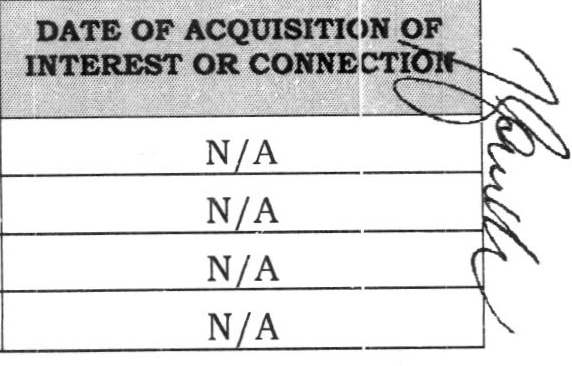 DATE OF ACQUISITION OF
INTEREST OR CONNECTION
N/A
N/A
N/A
N/A